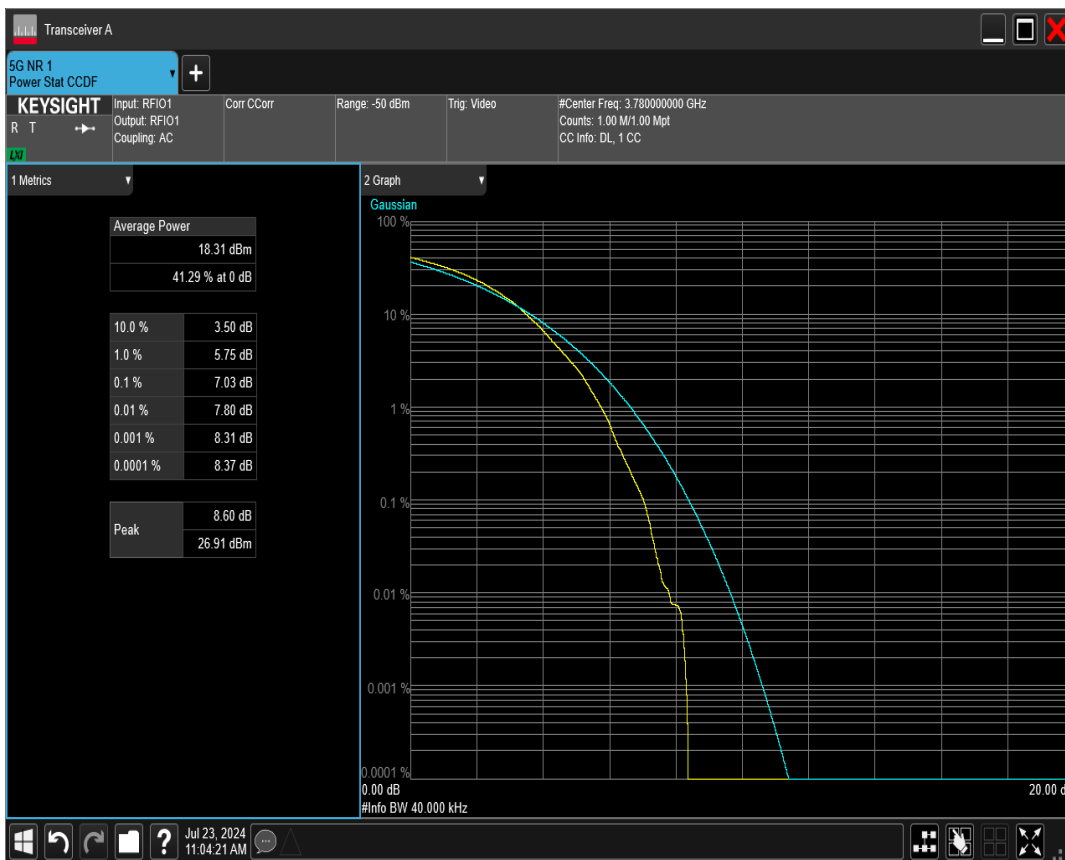 Transceiver A
5G NR 1
Power Stat CCDF
KEYSIGHT
R T
LXI
Input: RFIO1
Output: RFIO1
Coupling: AC
Corr CCorr
Range: -50 dBm
Trig: Video
#Center Freq: 3.780000000 GHz
Counts: 1.00 M/1.00 Mpt
CC Info: DL, 1 CC
1 Metrics
Average Power
18.31 dBm
41.29 % at 0 dB
10.0 % 3.50 dB
1.0 % 5.75 dB
0.1 % 7.03 dB
0.01 % 7.80 dB
0.001 % 8.31 dB
0.0001 % 8.37 dB
Peak
8.60 dB
26.91 dBm
2 Graph
Gaussian
100 %
10 %
1 %
0.1 %
0.01 %
0.001 %
0.0001 %
0.00 dB
20.00 d
#Info BW 40.000 kHz
?
Jul 23, 2024
11:04:21 AM